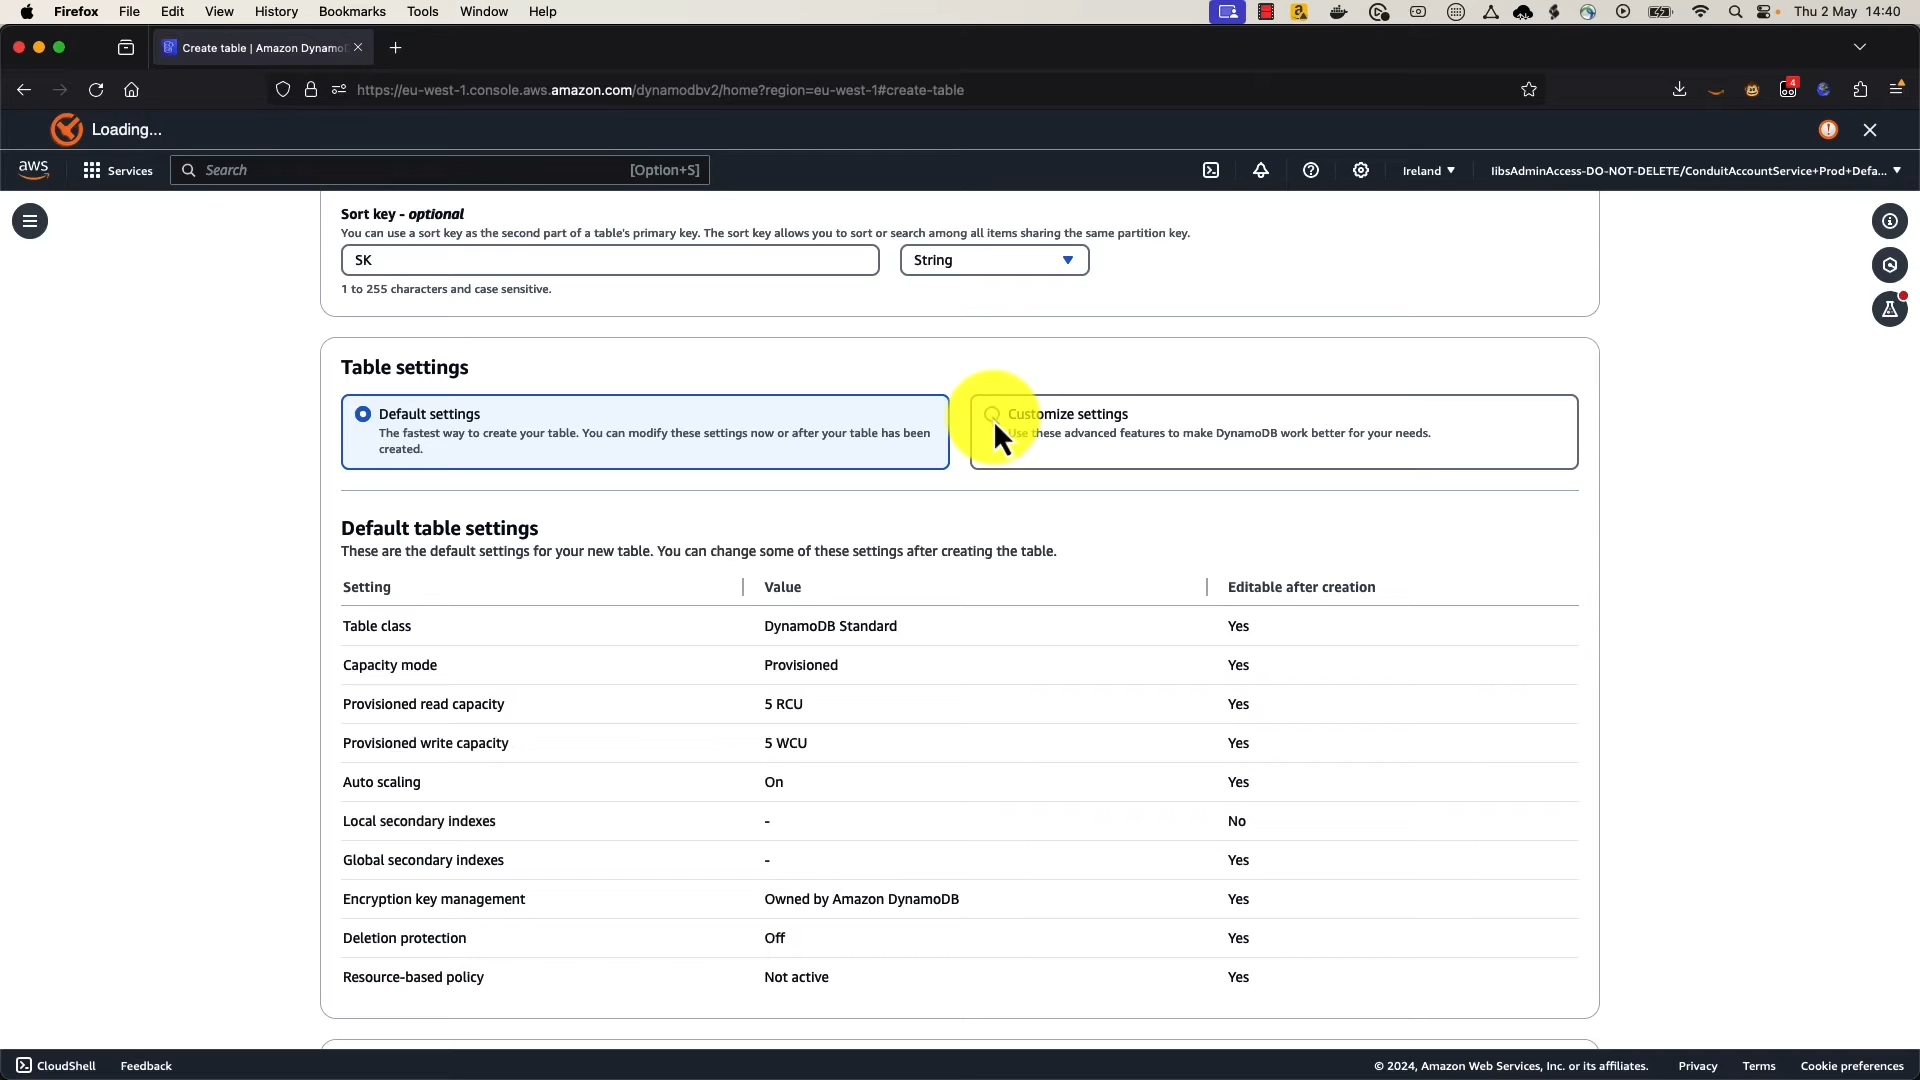 Firefox File Edit View History Bookmarks Tools Window Help Thu 2 May 14:40
Create table | Amazon Dynamo
https://eu-west-1.console.aws.amazon.com/dynamodbv2/home?region=eu-west-1#create-table
4
Loading...
aws Services Search [Option+S] Ireland IibsAdminAccess-DO-NOT-DELETE/ConduitAccountService+Prod+Defa...
Sort key - optional
You can use a sort key as the second part of a table's primary key. The sort key allows you to sort or search among all items sharing the same partition key.
SK String
1 to 255 characters and case sensitive.
Table settings
Default settings
The fastest way to create your table. You can modify these settings now or after your table has been
created.
Customize settings
Use these advanced features to make DynamoDB work better for your needs.
Default table settings
These are the default settings for your new table. You can change some of these settings after creating the table.
Setting Value Editable after creation
Table class DynamoDB Standard Yes
Capacity mode Provisioned Yes
Provisioned read capacity 5 RCU Yes
Provisioned write capacity 5 WCU Yes
Auto scaling On Yes
Local secondary indexes - No
Global secondary indexes - Yes
Encryption key management Owned by Amazon DynamoDB Yes
Deletion protection Off Yes
Resource-based policy Not active Yes
CloudShell Feedback © 2024, Amazon Web Services, Inc. or its affiliates. Privacy Terms Cookie preferences